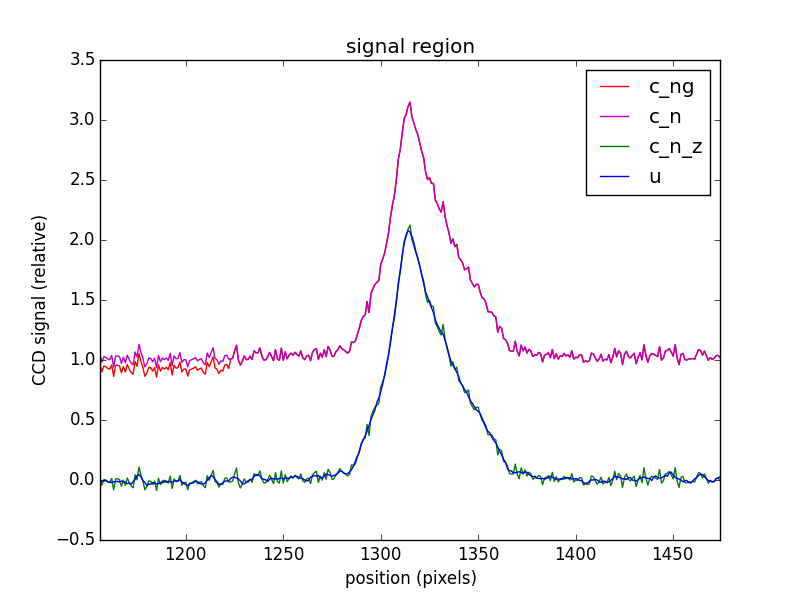 signal region
3.5
3.0
2.5
2.0
1.5
1.0
0.5
0.0
−0.5
CCD signal (relative)
c_ng
c_n
c_n_z
u
1200 1250 1300 1350 1400 1450
position (pixels)